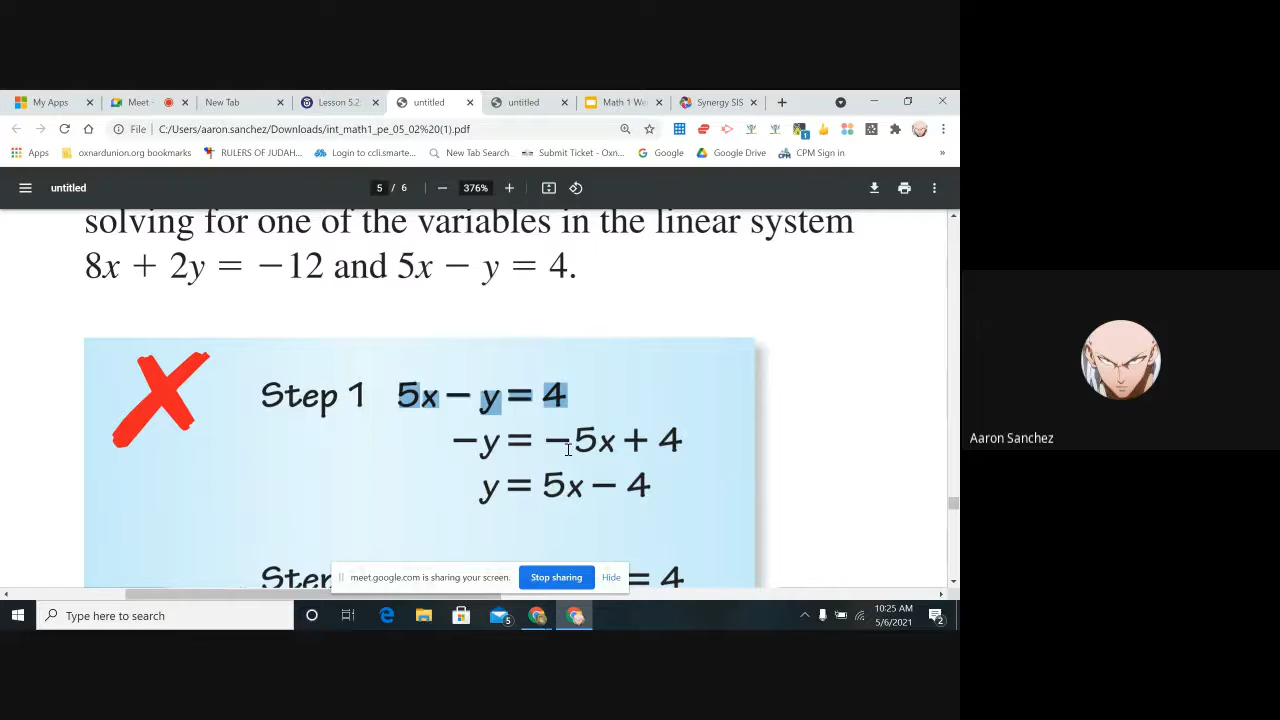 My Apps
Meet -
New Tab
Lesson 5.2
untitled
untitled
Math 1 We
Synergy SIS
File
C:/Users/aaron.sanchez/Downloads/int_math1_pe_05_02%20(1).pdf
Apps
oxnardunion.org bookmarks
RULERS OF JUDAH...
Login to ccli.smarte...
New Tab Search
Submit Ticket - Oxn...
Google
Google Drive
CPM Sign in
»
untitled
5 / 6
376%
solving for one of the variables in the linear system
8x + 2y = −12 and 5x − y = 4.
Step 1 5x − y = 4
−y = −5x + 4
y = 5x − 4
Step
= 4
meet.google.com is sharing your screen.
Stop sharing
Hide
Aaron Sanchez
Type here to search
5
10:25 AM
5/6/2021
2